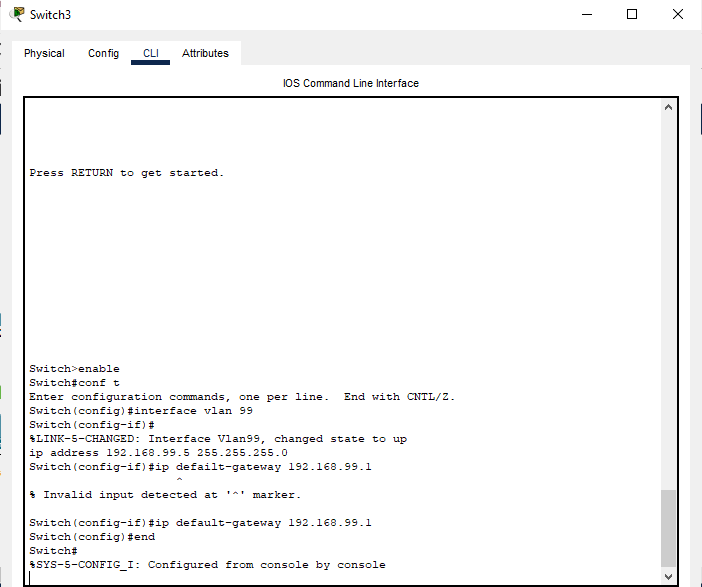 Switch3
Physical Config CLI Attributes
IOS Command Line Interface
Press RETURN to get started.
Switch>enable
Switch#conf t
Enter configuration commands, one per line.  End with CNTL/Z.
Switch(config)#interface vlan 99
Switch(config-if)#
%LINK-5-CHANGED: Interface Vlan99, changed state to up
ip address 192.168.99.5 255.255.255.0
Switch(config-if)#ip defailt-gateway 192.168.99.1
^
% Invalid input detected at '^' marker.
Switch(config-if)#ip default-gateway 192.168.99.1
Switch(config)#end
Switch#
%SYS-5-CONFIG_I: Configured from console by console